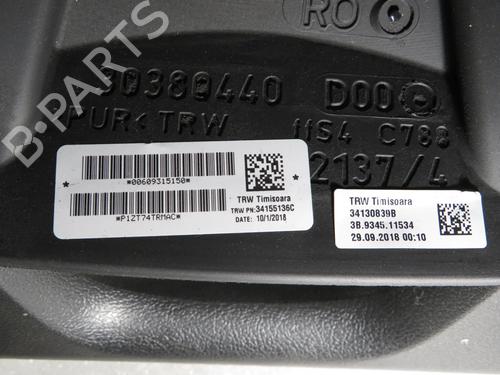 RO
30380440 D00
>PUR< TRW 11S4 C788
2137/4
B-PARTS
*00609315150*
*P1ZT74TRMAC*
TRW Timisoara
TRW PN: 34155136C
DATE: 10/1/2018
TRW Timisoara
34130839B
3B.9345.11534
29.09.2018 00:10